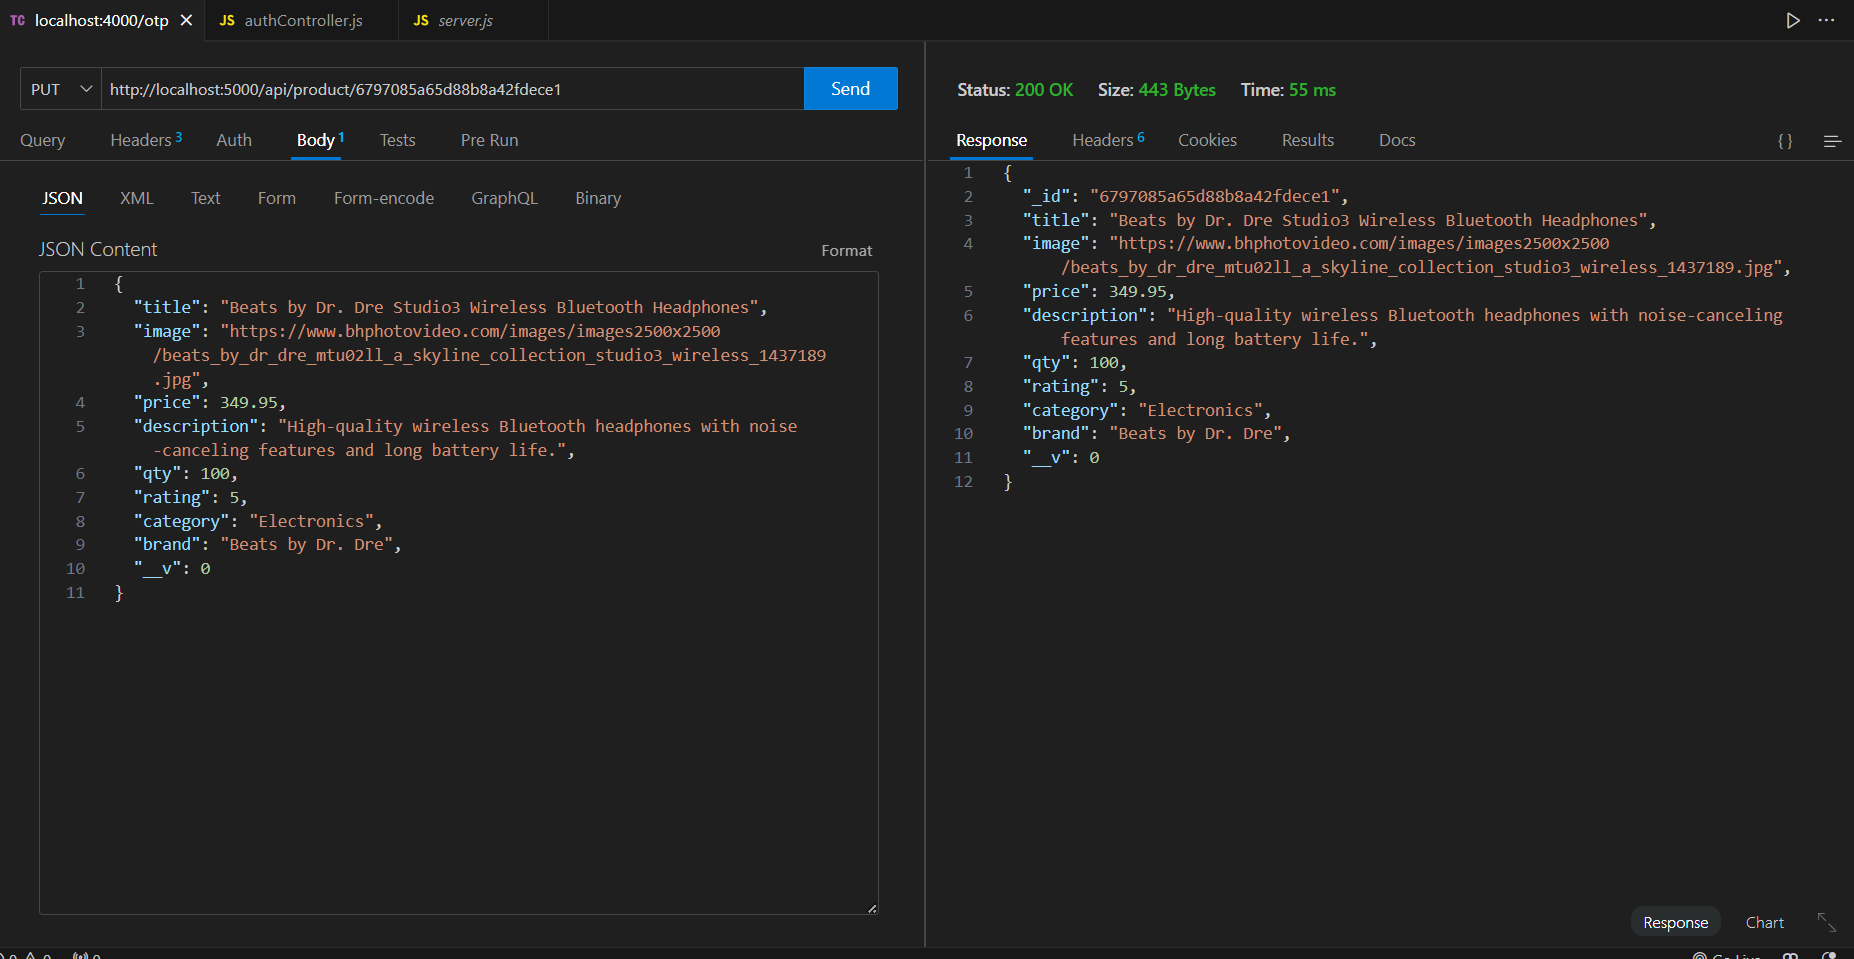 TC localhost:4000/otp ✕ JS authController.js JS server.js
PUT http://localhost:5000/api/product/6797085a65d88b8a42fdece1 Send
Query Headers 3 Auth Body 1 Tests Pre Run
JSON XML Text Form Form-encode GraphQL Binary
JSON Content Format
1 {
2 "title": "Beats by Dr. Dre Studio3 Wireless Bluetooth Headphones",
3 "image": "https://www.bhphotovideo.com/images/images2500x2500
/beats_by_dr_dre_mtu02ll_a_skyline_collection_studio3_wireless_1437189
.jpg",
4 "price": 349.95,
5 "description": "High-quality wireless Bluetooth headphones with noise
-canceling features and long battery life.",
6 "qty": 100,
7 "rating": 5,
8 "category": "Electronics",
9 "brand": "Beats by Dr. Dre",
10 "__v": 0
11 }
Status: 200 OK Size: 443 Bytes Time: 55 ms
Response Headers 6 Cookies Results Docs { }
1 {
2 "_id": "6797085a65d88b8a42fdece1",
3 "title": "Beats by Dr. Dre Studio3 Wireless Bluetooth Headphones",
4 "image": "https://www.bhphotovideo.com/images/images2500x2500
/beats_by_dr_dre_mtu02ll_a_skyline_collection_studio3_wireless_1437189.jpg",
5 "price": 349.95,
6 "description": "High-quality wireless Bluetooth headphones with noise-canceling
features and long battery life.",
7 "qty": 100,
8 "rating": 5,
9 "category": "Electronics",
10 "brand": "Beats by Dr. Dre",
11 "__v": 0
12 }
Response Chart